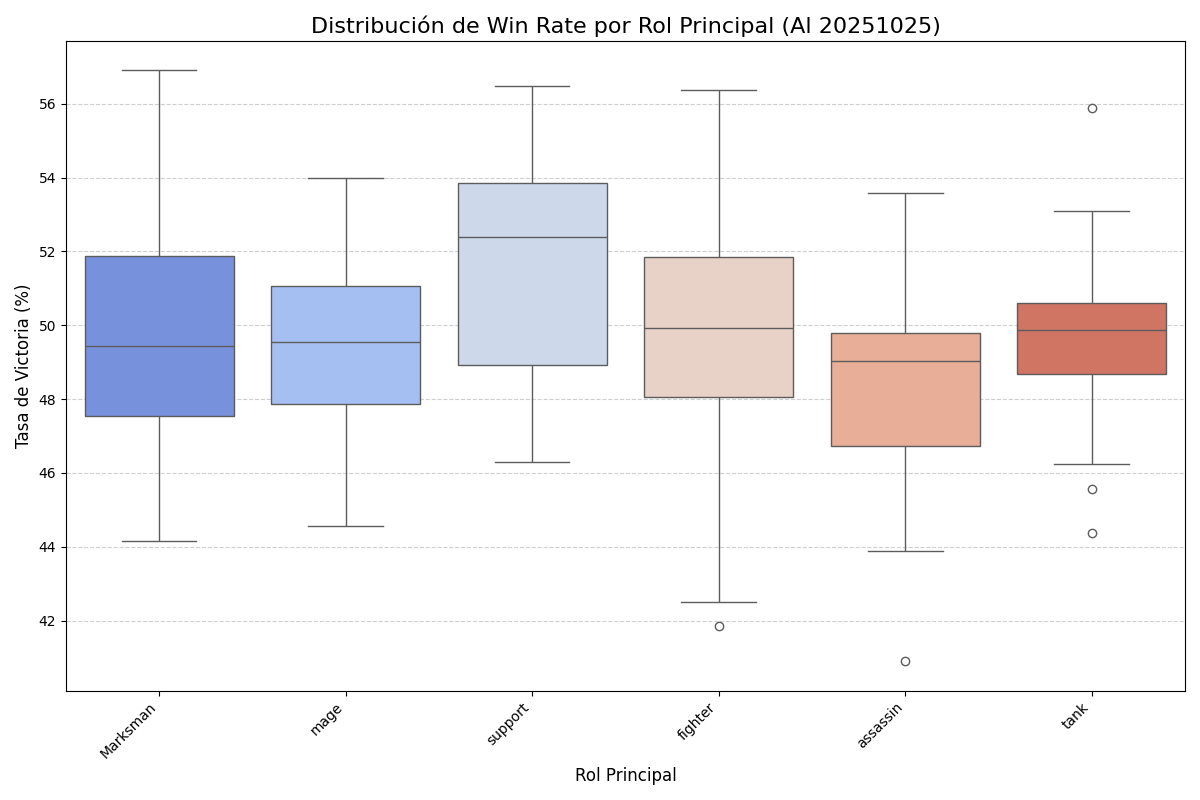 Distribución de Win Rate por Rol Principal (Al 20251025)
Tasa de Victoria (%)
56
54
52
50
48
46
44
42
Marksman
mage
support
fighter
assassin
tank
Rol Principal